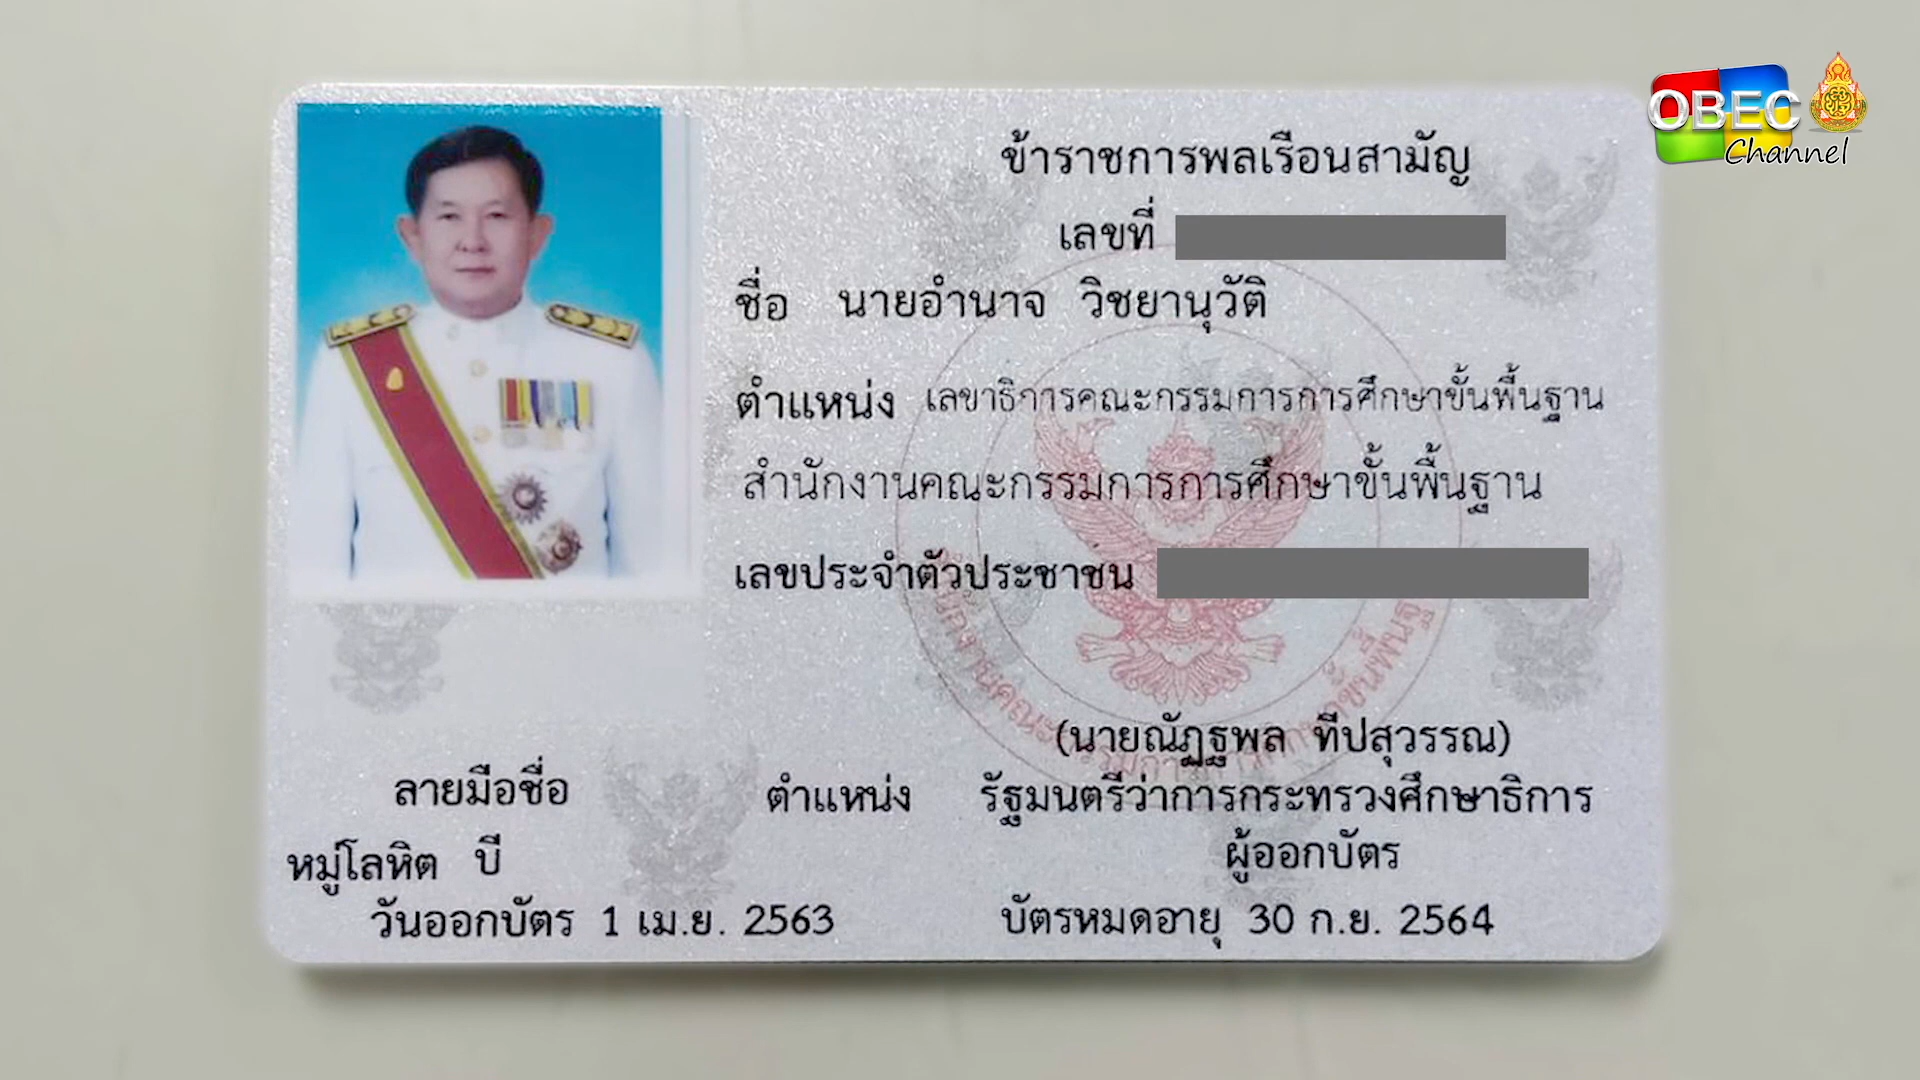 OBEC
Channel
ข้าราชการพลเรือนสามัญ
เลขที่
ชื่อ นายอำนาจ วิชยานุวัติ
ตำแหน่ง เลขาธิการคณะกรรมการการศึกษาขั้นพื้นฐาน
สำนักงานคณะกรรมการการศึกษาขั้นพื้นฐาน
เลขประจำตัวประชาชน
(นายณัฏฐพล ทีปสุวรรณ)
ลายมือชื่อ ตำแหน่ง รัฐมนตรีว่าการกระทรวงศึกษาธิการ
หมู่โลหิต บี ผู้ออกบัตร
วันออกบัตร 1 เม.ย. 2563 บัตรหมดอายุ 30 ก.ย. 2564